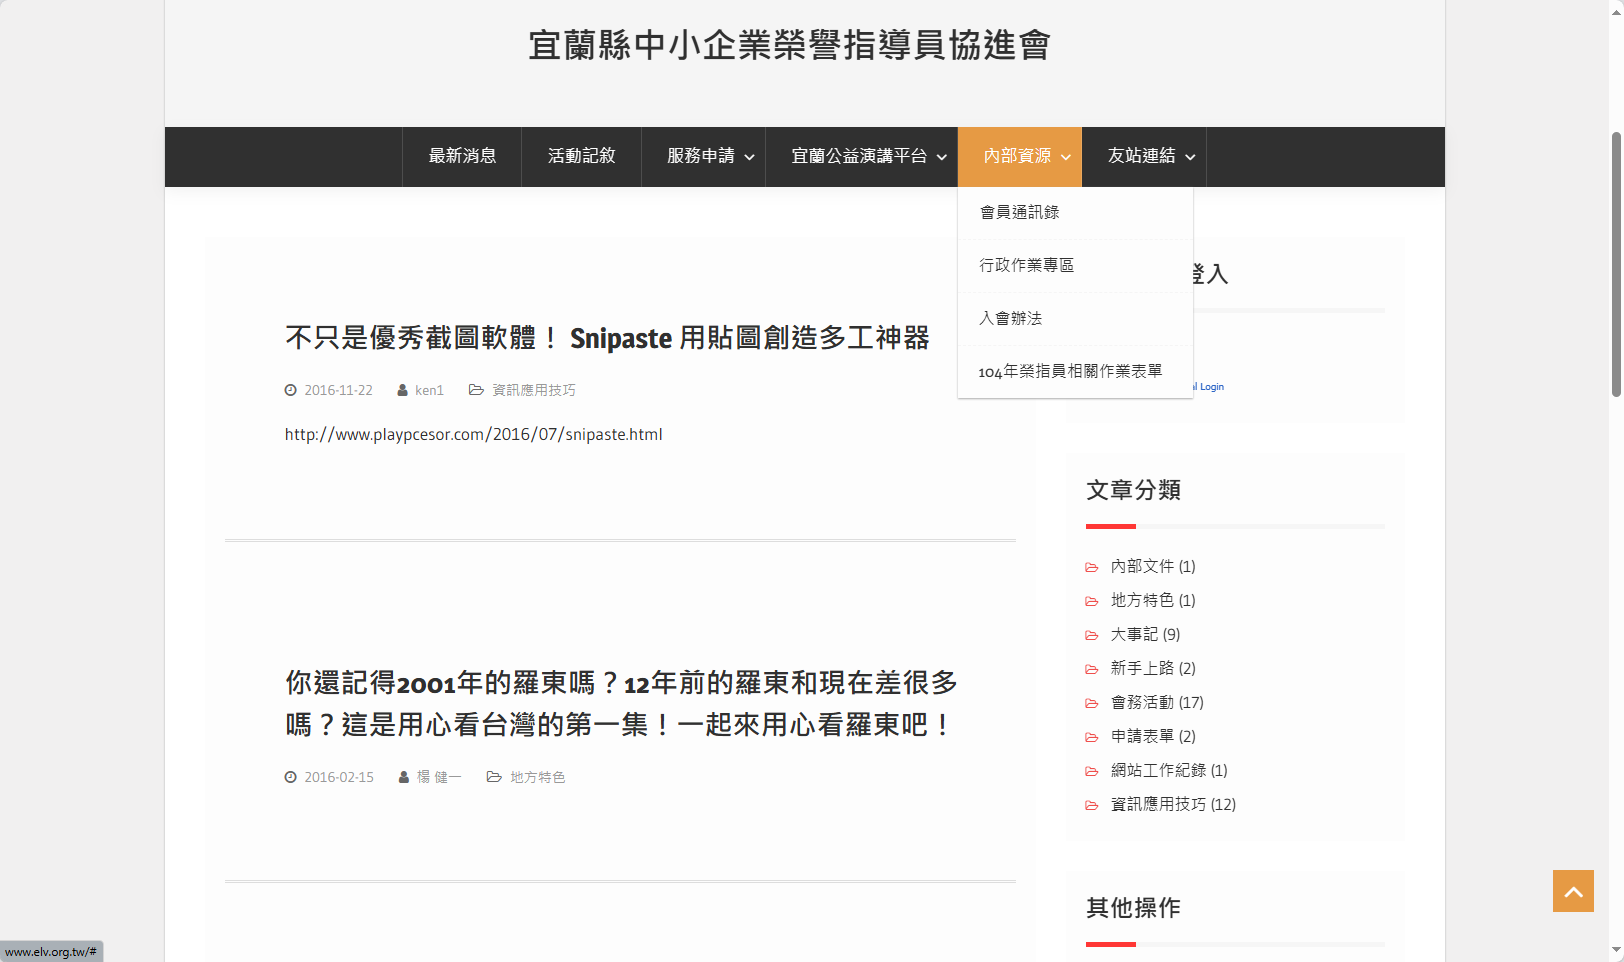 宜蘭縣中小企業榮譽指導員協進會
最新消息
活動記敘
服務申請
宜蘭公益演講平台
內部資源
友站連結
會員通訊錄
行政作業專區
入會辦法
104年榮指員相關作業表單
登入
al Login
不只是優秀截圖軟體！ Snipaste 用貼圖創造多工神器
2016-11-22 ken1 資訊應用技巧
http://www.playpcesor.com/2016/07/snipaste.html
你還記得2001年的羅東嗎？12年前的羅東和現在差很多
嗎？這是用心看台灣的第一集！一起來用心看羅東吧！
2016-02-15 楊 健一 地方特色
文章分類
內部文件 (1)
地方特色 (1)
大事記 (9)
新手上路 (2)
會務活動 (17)
申請表單 (2)
網站工作紀錄 (1)
資訊應用技巧 (12)
其他操作
www.elv.org.tw/#